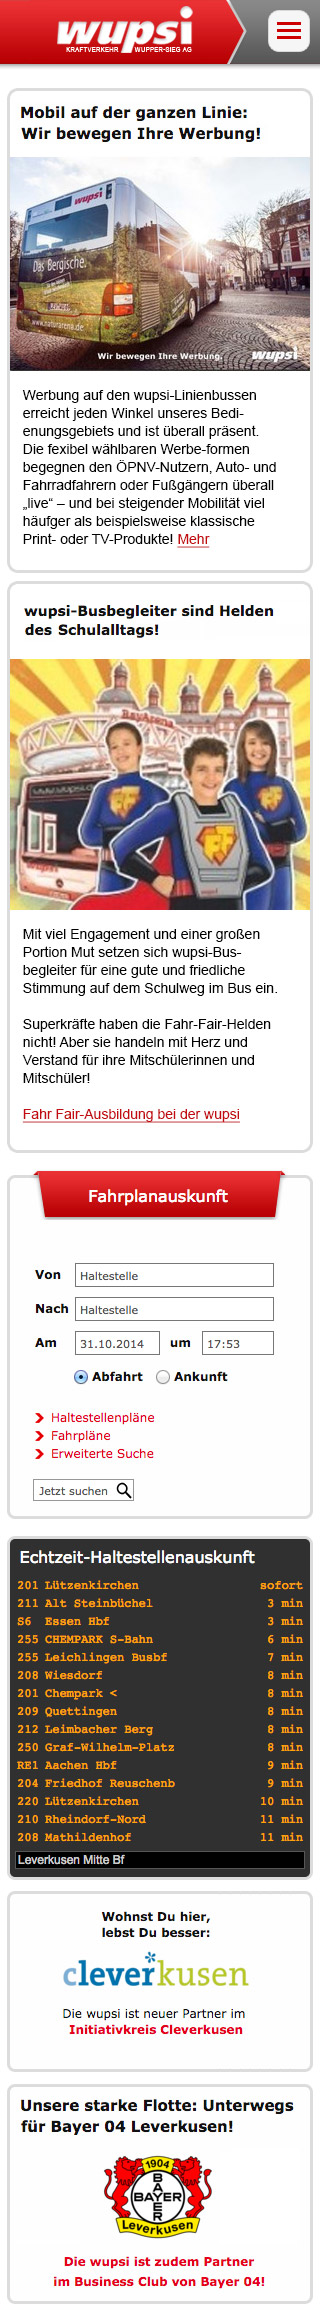 wupsi
KRAFTVERKEHR WUPPER-SIEG AG
Mobil auf der ganzen Linie:
Wir bewegen Ihre Werbung!
wupsi
Das Bergische.
www.naturarena.de
Wir bewegen Ihre Werbung.
wupsi
Werbung auf den wupsi-Linienbussen
erreicht jeden Winkel unseres Bedi-
enungsgebiets und ist überall präsent.
Die fexibel wählbaren Werbe-formen
begegnen den ÖPNV-Nutzern, Auto- und
Fahrradfahrern oder Fußgängern überall
„live“ – und bei steigender Mobilität viel
häufger als beispielsweise klassische
Print- oder TV-Produkte! Mehr
wupsi-Busbegleiter sind Helden
des Schulalltags!
BayArena
wupsi
FF
FF
FF
Mit viel Engagement und einer großen
Portion Mut setzen sich wupsi-Bus-
begleiter für eine gute und friedliche
Stimmung auf dem Schulweg im Bus ein.
Superkräfte haben die Fahr-Fair-Helden
nicht! Aber sie handeln mit Herz und
Verstand für ihre Mitschülerinnen und
Mitschüler!
Fahr Fair-Ausbildung bei der wupsi
Fahrplanauskunft
Von Haltestelle
Nach Haltestelle
Am 31.10.2014 um 17:53
Abfahrt Ankunft
Haltestellenpläne
Fahrpläne
Erweiterte Suche
Jetzt suchen
Echtzeit-Haltestellenauskunft
201 Lützenkirchen sofort
211 Alt Steinbüchel 3 min
S6 Essen Hbf 3 min
255 CHEMPARK S-Bahn 6 min
255 Leichlingen Busbf 7 min
208 Wiesdorf 8 min
201 Chempark < 8 min
209 Quettingen 8 min
212 Leimbacher Berg 8 min
250 Graf-Wilhelm-Platz 8 min
RE1 Aachen Hbf 9 min
204 Friedhof Reuschenb 9 min
220 Lützenkirchen 10 min
210 Rheindorf-Nord 11 min
208 Mathildenhof 11 min
Leverkusen Mitte Bf
Wohnst Du hier,
lebst Du besser:
cleverkusen
Die wupsi ist neuer Partner im
Initiativkreis Cleverkusen
Unsere starke Flotte: Unterwegs
für Bayer 04 Leverkusen!
1904
BAYER
BAYER
Leverkusen
Die wupsi ist zudem Partner
im Business Club von Bayer 04!